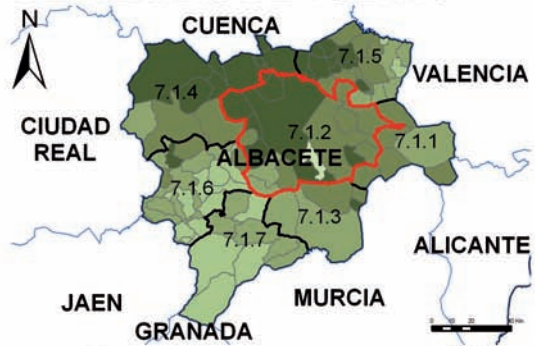 N
CUENCA
7.1.5
VALENCIA
7.1.4
CIUDAD
REAL
7.1.2
7.1.1
ALBACETE
7.1.6
7.1.3
7.1.7
ALICANTE
JAEN
MURCIA
GRANADA